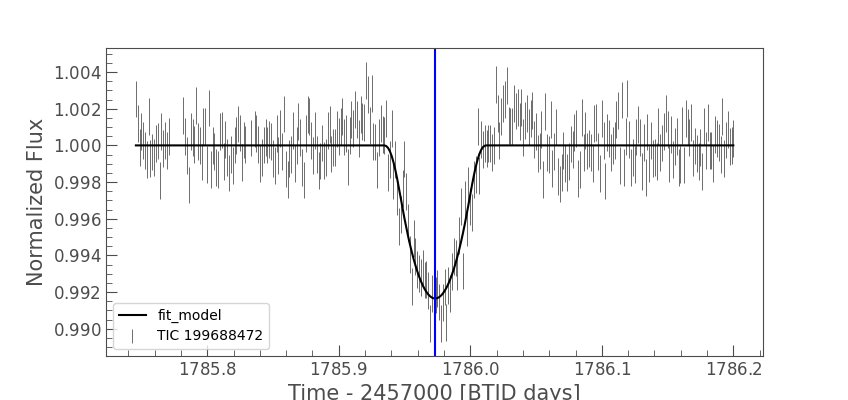 Normalized Flux
1.004
1.002
1.000
0.998
0.996
0.994
0.992
0.990
fit_model
TIC 199688472
1785.8 1785.9 1786.0 1786.1 1786.2
Time - 2457000 [BTJD days]